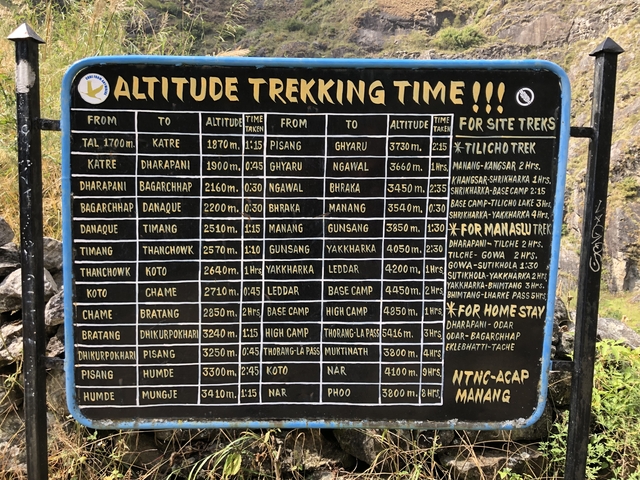 ALTITUDE TREKKING TIME !!!
FROM TO ALTITUDE TIME TAKEN FROM TO ALTITUDE TIME TAKEN
TAL 1700m. KATRE 1870m. 1:15 PISANG GHYARU 3730m. 2:15
KATRE DHARAPANI 1900m. 0:45 GHYARU NGAWAL 3660m. 1Hrs.
DHARAPANI BAGARCHHAP 2160m. 0:30 NGAWAL BHRAKA 3450m. 2:35
BAGARCHHAP DANAQUE 2200m. 0:30 BHRAKA MANANG 3540m. 0:30
DANAQUE TIMANG 2510m. 1:15 MANANG GUNSANG 3850m. 1:30
TIMANG THANCHOWK 2570m. 1:10 GUNSANG YAKKHARKA 4050m. 2:30
THANCHOWK KOTO 2640m. 1Hrs. YAKKHARKA LEDDAR 4200m. 1Hrs
KOTO CHAME 2710m. 0:45 LEDDAR BASE CAMP 4450m. 2Hrs
CHAME BRATANG 2850m. 2Hrs BASE CAMP HIGH CAMP 4850m. 1Hrs
BRATANG DHIKURPOKHARI 3240m. 1:15 HIGH CAMP THORANG-LA PASS 5416m. 3Hrs
DHIKURPOKHARI PISANG 3250m. 0:45 THORANG-LA PASS MUKTINATH 3800m. 4Hrs
PISANG HUMDE 3300m. 2:45 KOTO NAR 4100m. 9Hrs
HUMDE MUNGJE 3410m. 1:15 NAR PHOO 3800m. 8Hrs
FOR SITE TREKS
*TILICHO TREK
MANANG-KANGSAR 2 Hrs.
KHANGSAR-SHRIKHARKA 1Hrs
SHRIKHARKA-BASE CAMP 2:15
BASE CAMP-TILICHO LAKE 3Hrs
SHRIKHARKA-YAKKHARKA 4Hrs
*FOR MANASLU TREK
DHARAPANI-TILCHE 2 Hrs
TILCHE-GOWA 2 Hrs.
GOWA-SUTIKHOLA 1:30
SUTIKHOLA-YAKKHARKA 2Hrs
YAKKHARKA-BHIMTANG 3Hrs
BHIMTANG-LHARKE PASS 5Hrs
*FOR HOME STAY
DHARAPANI-ODAR
ODAR-BAGARCHHAP
EKLEBHATTI-TACHE
NTNC-ACAP
MANANG